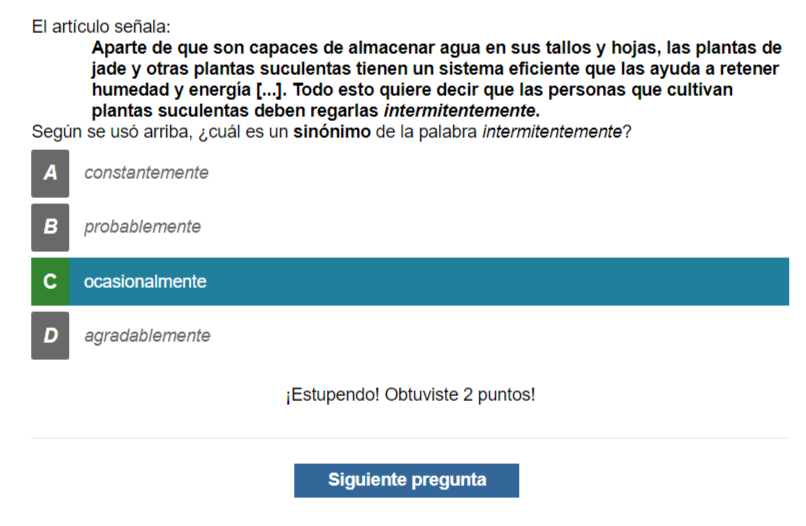 El artículo señala:
Aparte de que son capaces de almacenar agua en sus tallos y hojas, las plantas de
jade y otras plantas suculentas tienen un sistema eficiente que las ayuda a retener
humedad y energía [...]. Todo esto quiere decir que las personas que cultivan
plantas suculentas deben regarlas intermitentemente.
Según se usó arriba, ¿cuál es un sinónimo de la palabra intermitentemente?
A constantemente
B probablemente
C ocasionalmente
D agradablemente
¡Estupendo! Obtuviste 2 puntos!
Siguiente pregunta